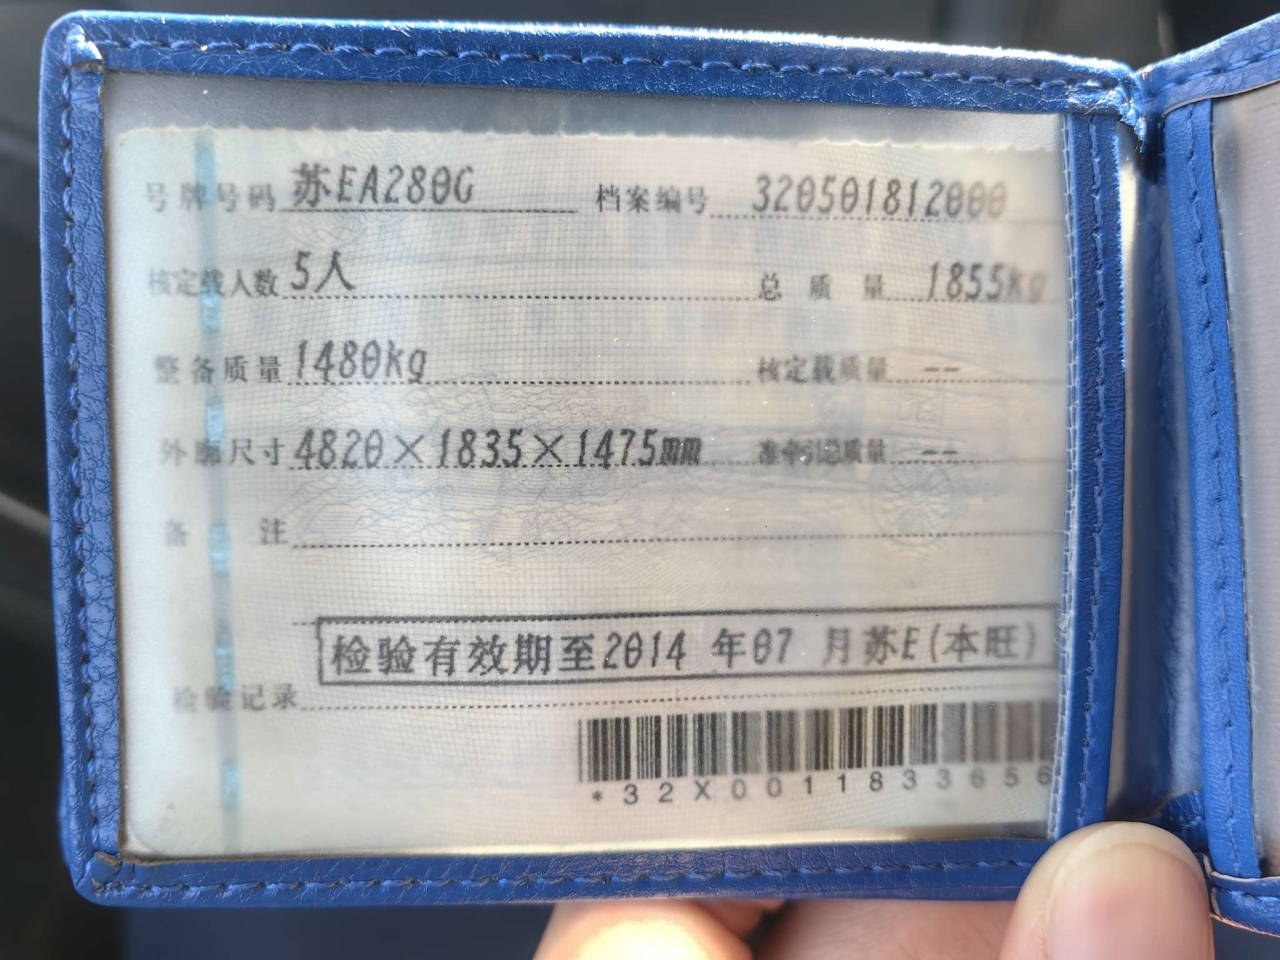 号牌号码 苏EA280G 档案编号 320501812000
核定载人数 5人 总质量 1855kg
整备质量 1480kg 核定载质量 --
外廓尺寸 4820×1835×1475mm 准牵引总质量 --
备注
检验有效期至2014 年07 月苏E(本旺)
检验记录
*32X0011833656